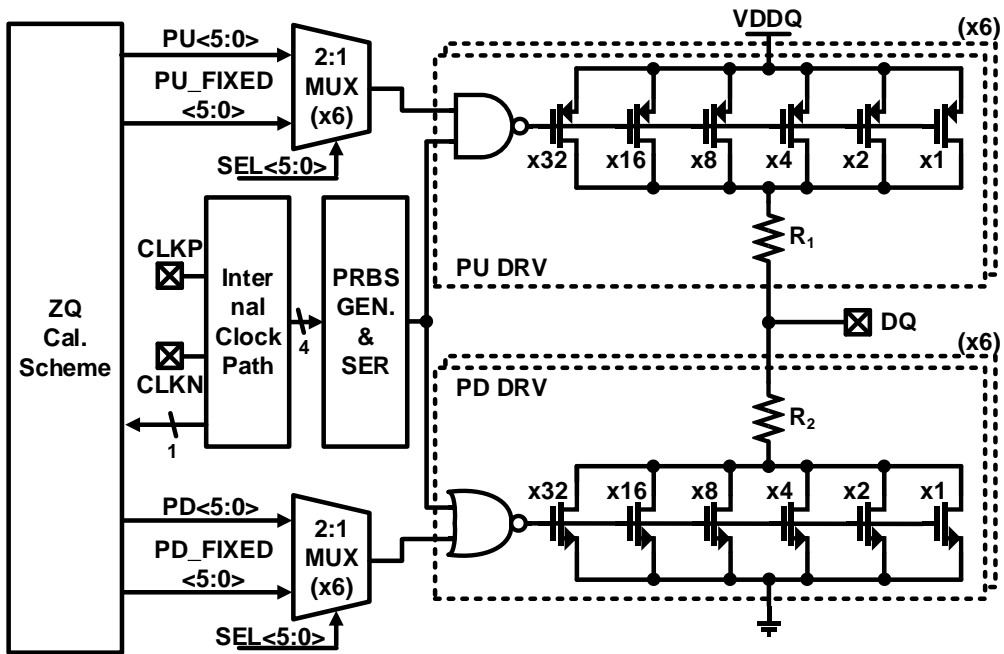 VDDQ
(x6)
PU<5:0>
2:1
MUX
(x6)
PU_FIXED
<5:0>
SEL<5:0>
x32
x16
x8
x4
x2
x1
R1
PU DRV
ZQ
Cal.
Scheme
CLKP
CLKN
Inter
nal
Clock
Path
4
PRBS
GEN.
&
SER
1
DQ
(x6)
PD DRV
R2
PD<5:0>
2:1
MUX
(x6)
PD_FIXED
<5:0>
SEL<5:0>
x32
x16
x8
x4
x2
x1